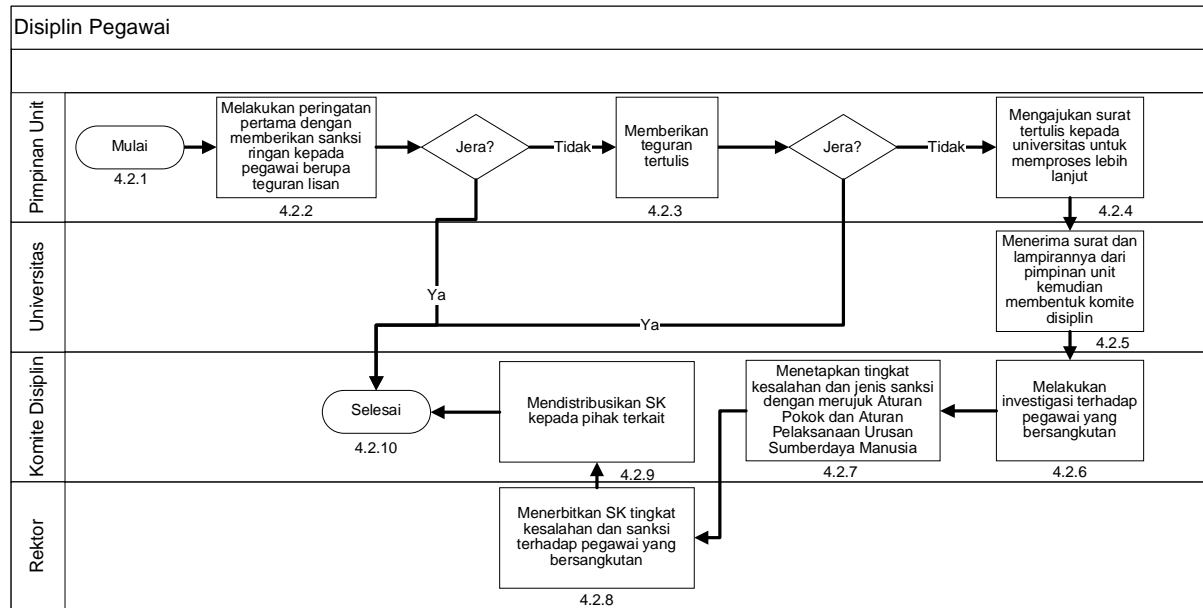 Disiplin Pegawai
Pimpinan Unit
Mulai
4.2.1
Melakukan peringatan
pertama dengan
memberikan sanksi
ringan kepada
pegawai berupa
teguran lisan
4.2.2
Jera?
Tidak
Memberikan
teguran
tertulis
4.2.3
Jera?
Tidak
Mengajukan surat
tertulis kepada
universitas untuk
memproses lebih
lanjut
4.2.4
Universitas
Ya
Ya
Menerima surat dan
lampirannya dari
pimpinan unit
kemudian
membentuk komite
disiplin
4.2.5
Komite Disiplin
Selesai
4.2.10
Mendistribusikan SK
kepada pihak terkait
4.2.9
Menetapkan tingkat
kesalahan dan jenis sanksi
dengan merujuk Aturan
Pokok dan Aturan
Pelaksanaan Urusan
Sumberdaya Manusia
4.2.7
Melakukan
investigasi terhadap
pegawai yang
bersangkutan
4.2.6
Rektor
Menerbitkan SK tingkat
kesalahan dan sanksi
terhadap pegawai yang
bersangkutan
4.2.8